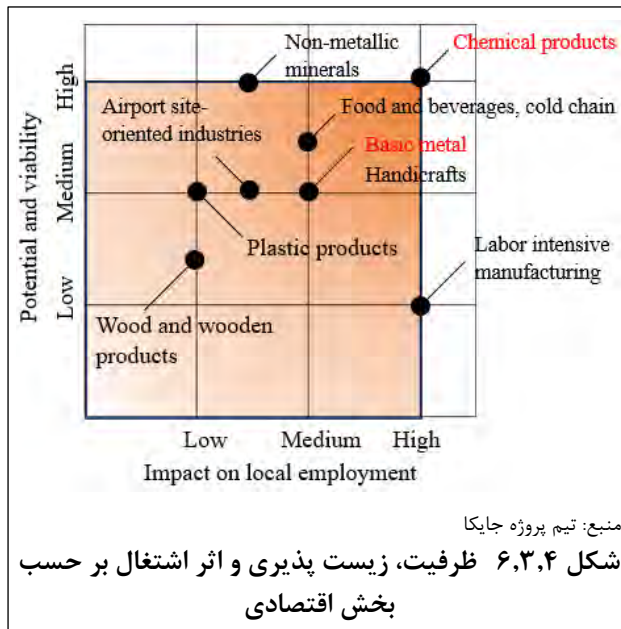 Non-metallic
minerals
Chemical products
Airport site-
oriented industries
Food and beverages, cold chain
Basic metal
Handicrafts
Plastic products
Labor intensive
manufacturing
Wood and wooden
products
Potential and viability
High
Medium
Low
Low Medium High
Impact on local employment
منبع: تیم پروژه جایکا
شکل ۶,۳,۴ ظرفیت، زیست پذیری و اثر اشتغال بر حسب
بخش اقتصادی